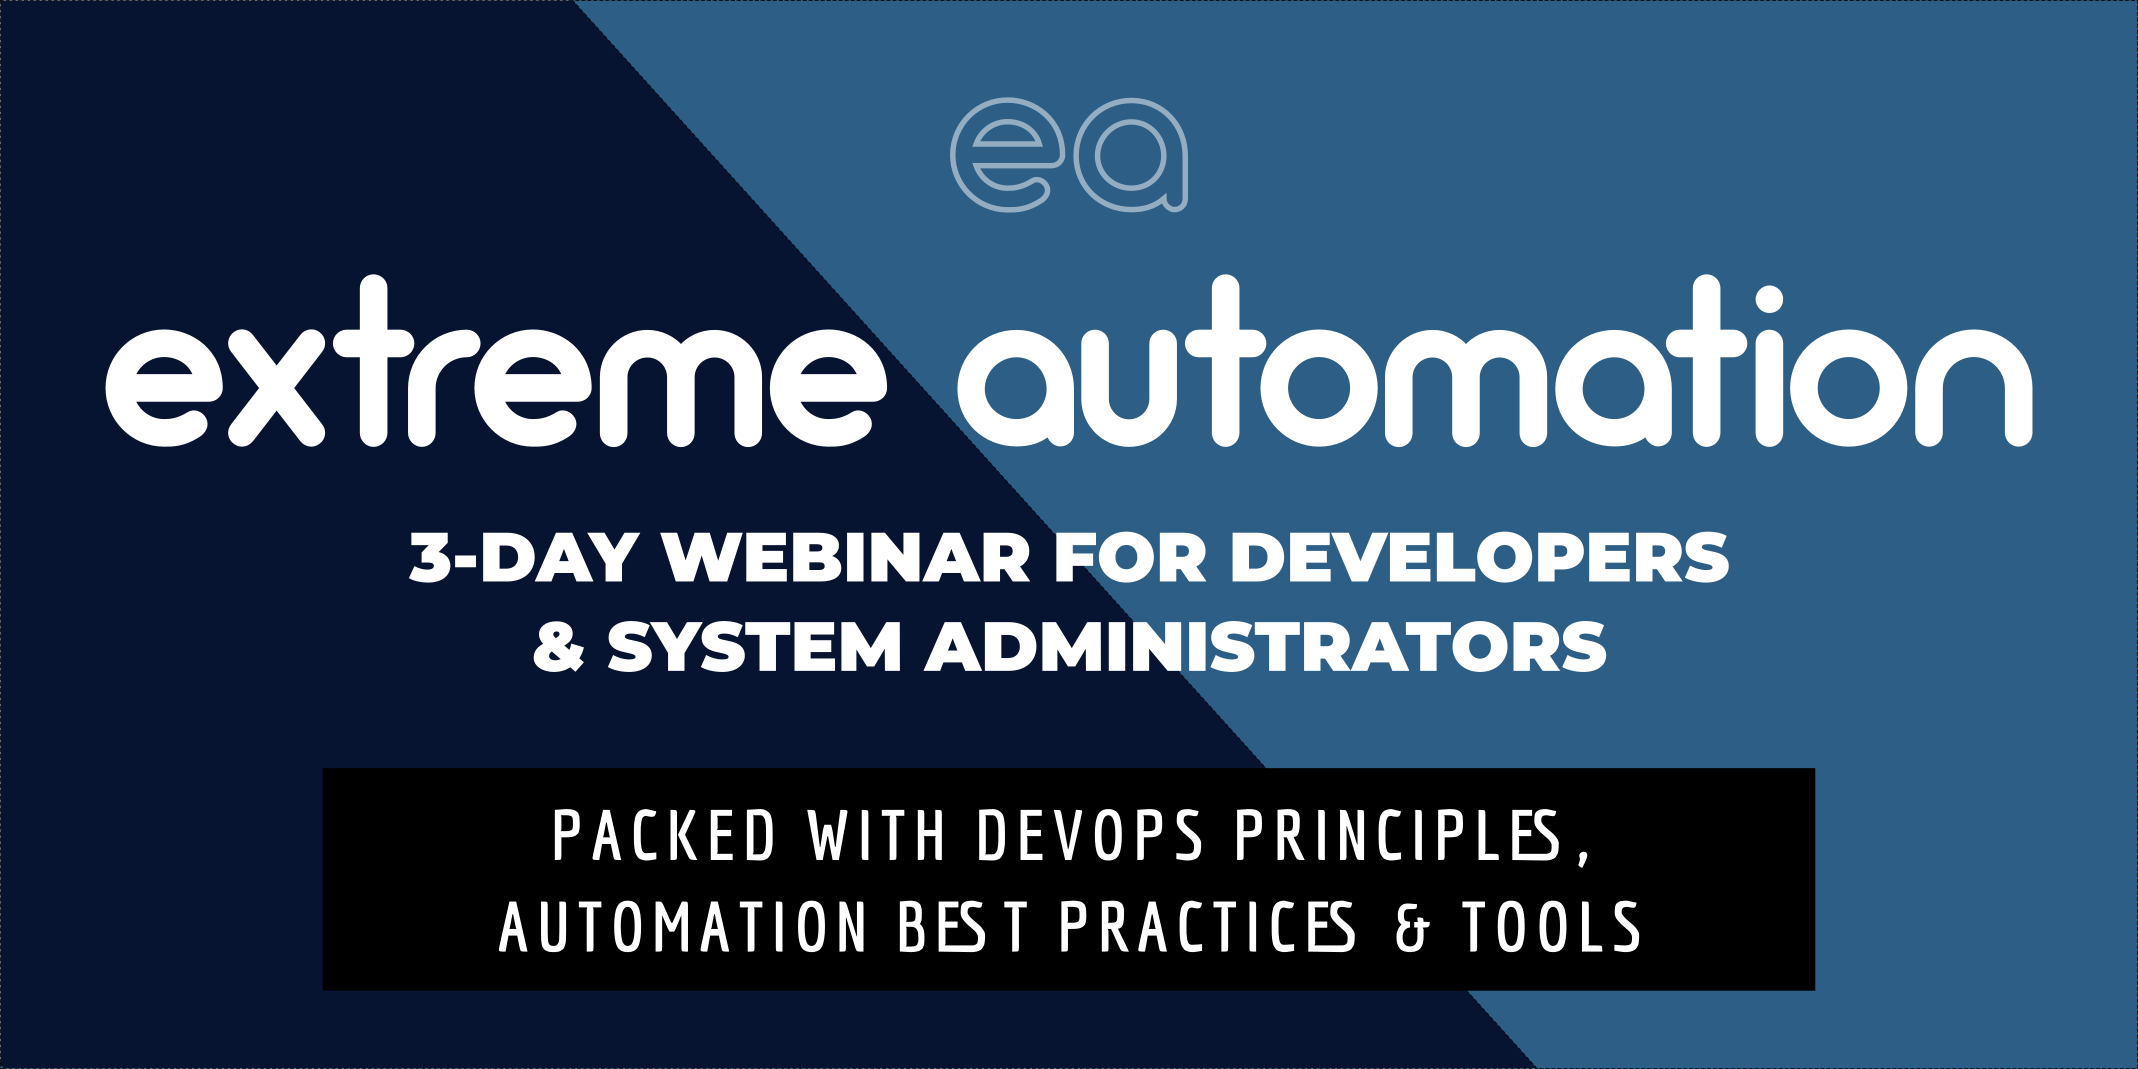 ea
extreme automation
3-DAY WEBINAR FOR DEVELOPERS
& SYSTEM ADMINISTRATORS
PACKED WITH DEVOPS PRINCIPLES,
AUTOMATION BEST PRACTICES & TOOLS